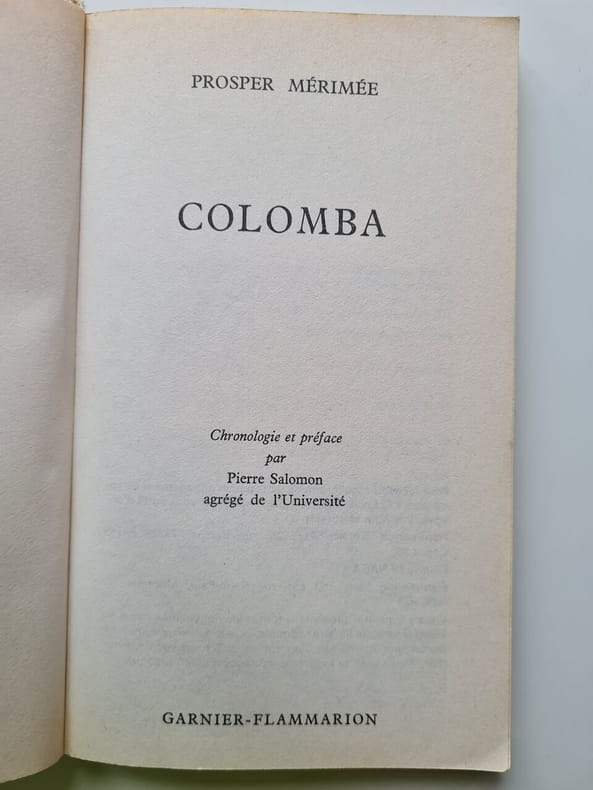 PROSPER MÉRIMÉE
COLOMBA
Chronologie et préface
par
Pierre Salomon
agrégé de l'Université
GARNIER-FLAMMARION